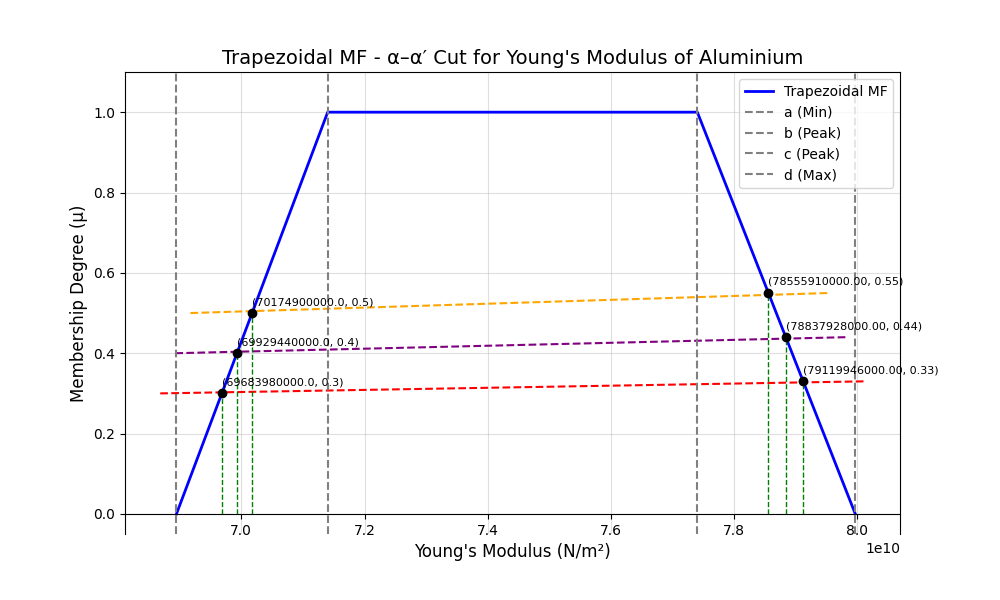 Trapezoidal MF - α–α′ Cut for Young's Modulus of Aluminium
Trapezoidal MF
a (Min)
b (Peak)
c (Peak)
d (Max)
Membership Degree (μ)
1.0
0.8
0.6
0.4
0.2
0.0
(78555910000.00, 0.55)
(70174900000.0, 0.5)
(78837928000.00, 0.44)
(69929440000.0, 0.4)
(79119946000.00, 0.33)
(69683980000.0, 0.3)
7.0
7.2
7.4
7.6
7.8
8.0
1e10
Young's Modulus (N/m²)